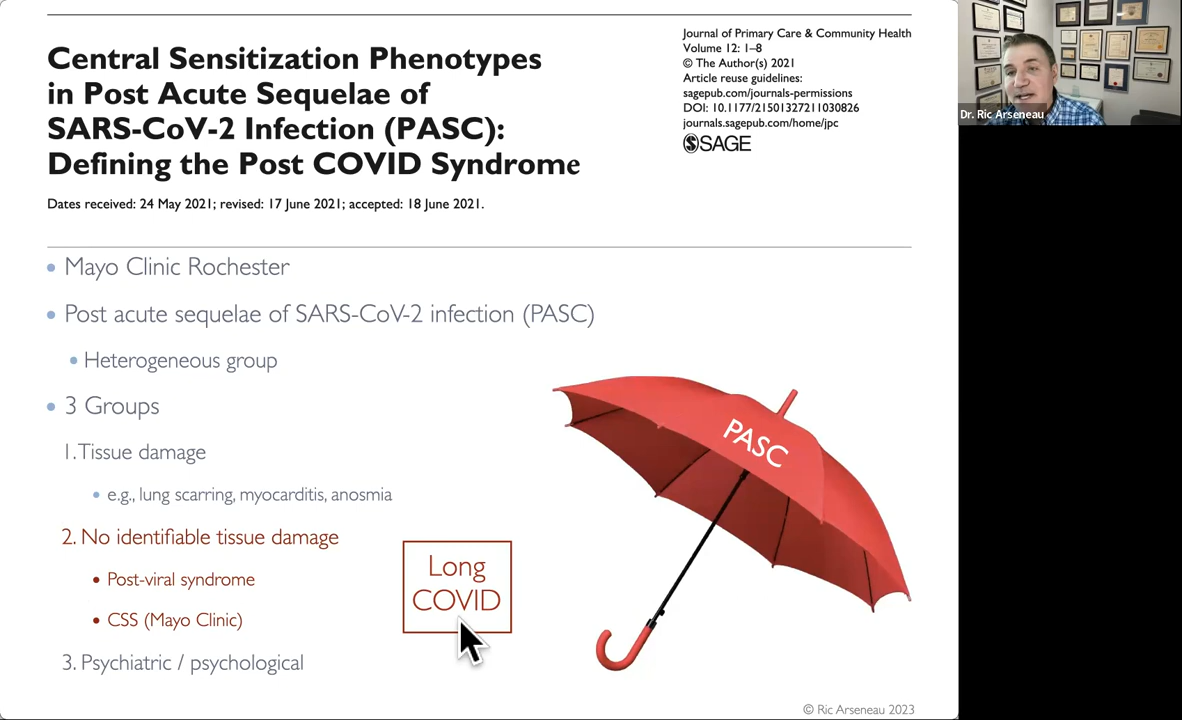 Central Sensitization Phenotypes
in Post Acute Sequelae of
SARS-CoV-2 Infection (PASC):
Defining the Post COVID Syndrome
Dates received: 24 May 2021; revised: 17 June 2021; accepted: 18 June 2021.
Journal of Primary Care & Community Health
Volume 12: 1–8
© The Author(s) 2021
Article reuse guidelines:
sagepub.com/journals-permissions
DOI: 10.1177/21501327211030826
journals.sagepub.com/home/jpc
SAGE
Dr. Ric Arseneau
• Mayo Clinic Rochester
• Post acute sequelae of SARS-CoV-2 infection (PASC)
• Heterogeneous group
• 3 Groups
1. Tissue damage
• e.g., lung scarring, myocarditis, anosmia
2. No identifiable tissue damage
• Post-viral syndrome
• CSS (Mayo Clinic)
3. Psychiatric / psychological
Long
COVID
PASC
© Ric Arseneau 2023